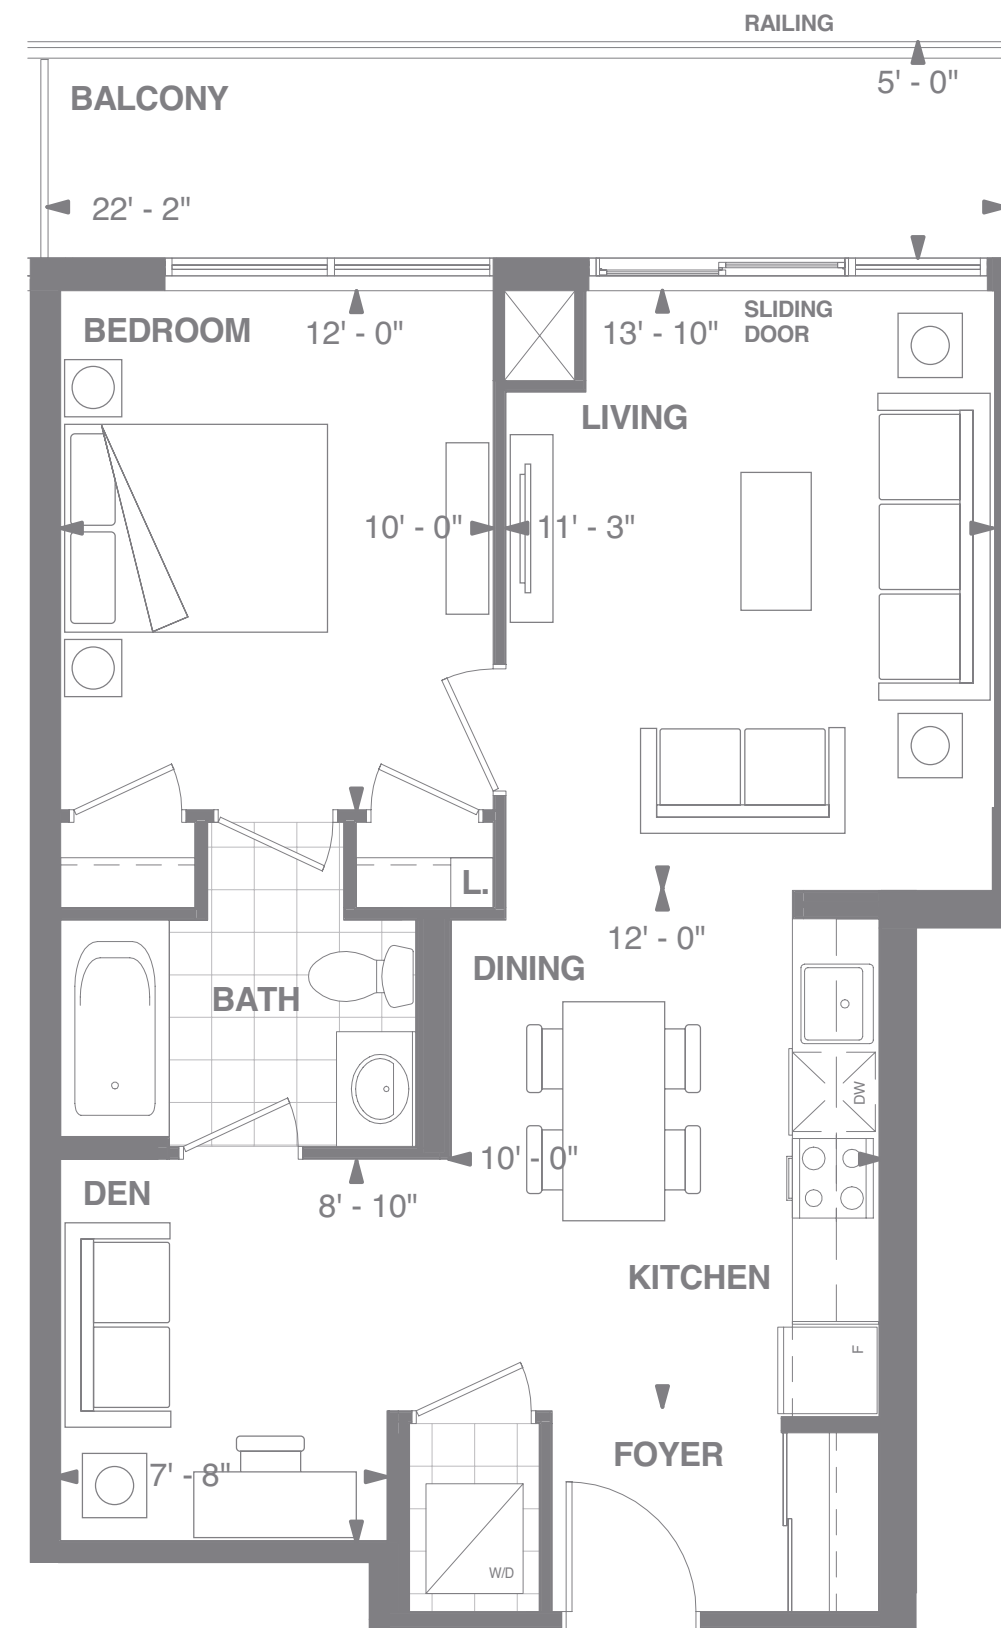 RAILING
5' - 0"
BALCONY
22' - 2"
BEDROOM
12' - 0"
13' - 10"
SLIDING
DOOR
LIVING
10' - 0"
11' - 3"
L.
12' - 0"
DINING
BATH
DW
10' - 0"
DEN
8' - 10"
KITCHEN
F
FOYER
7' - 8"
W/D